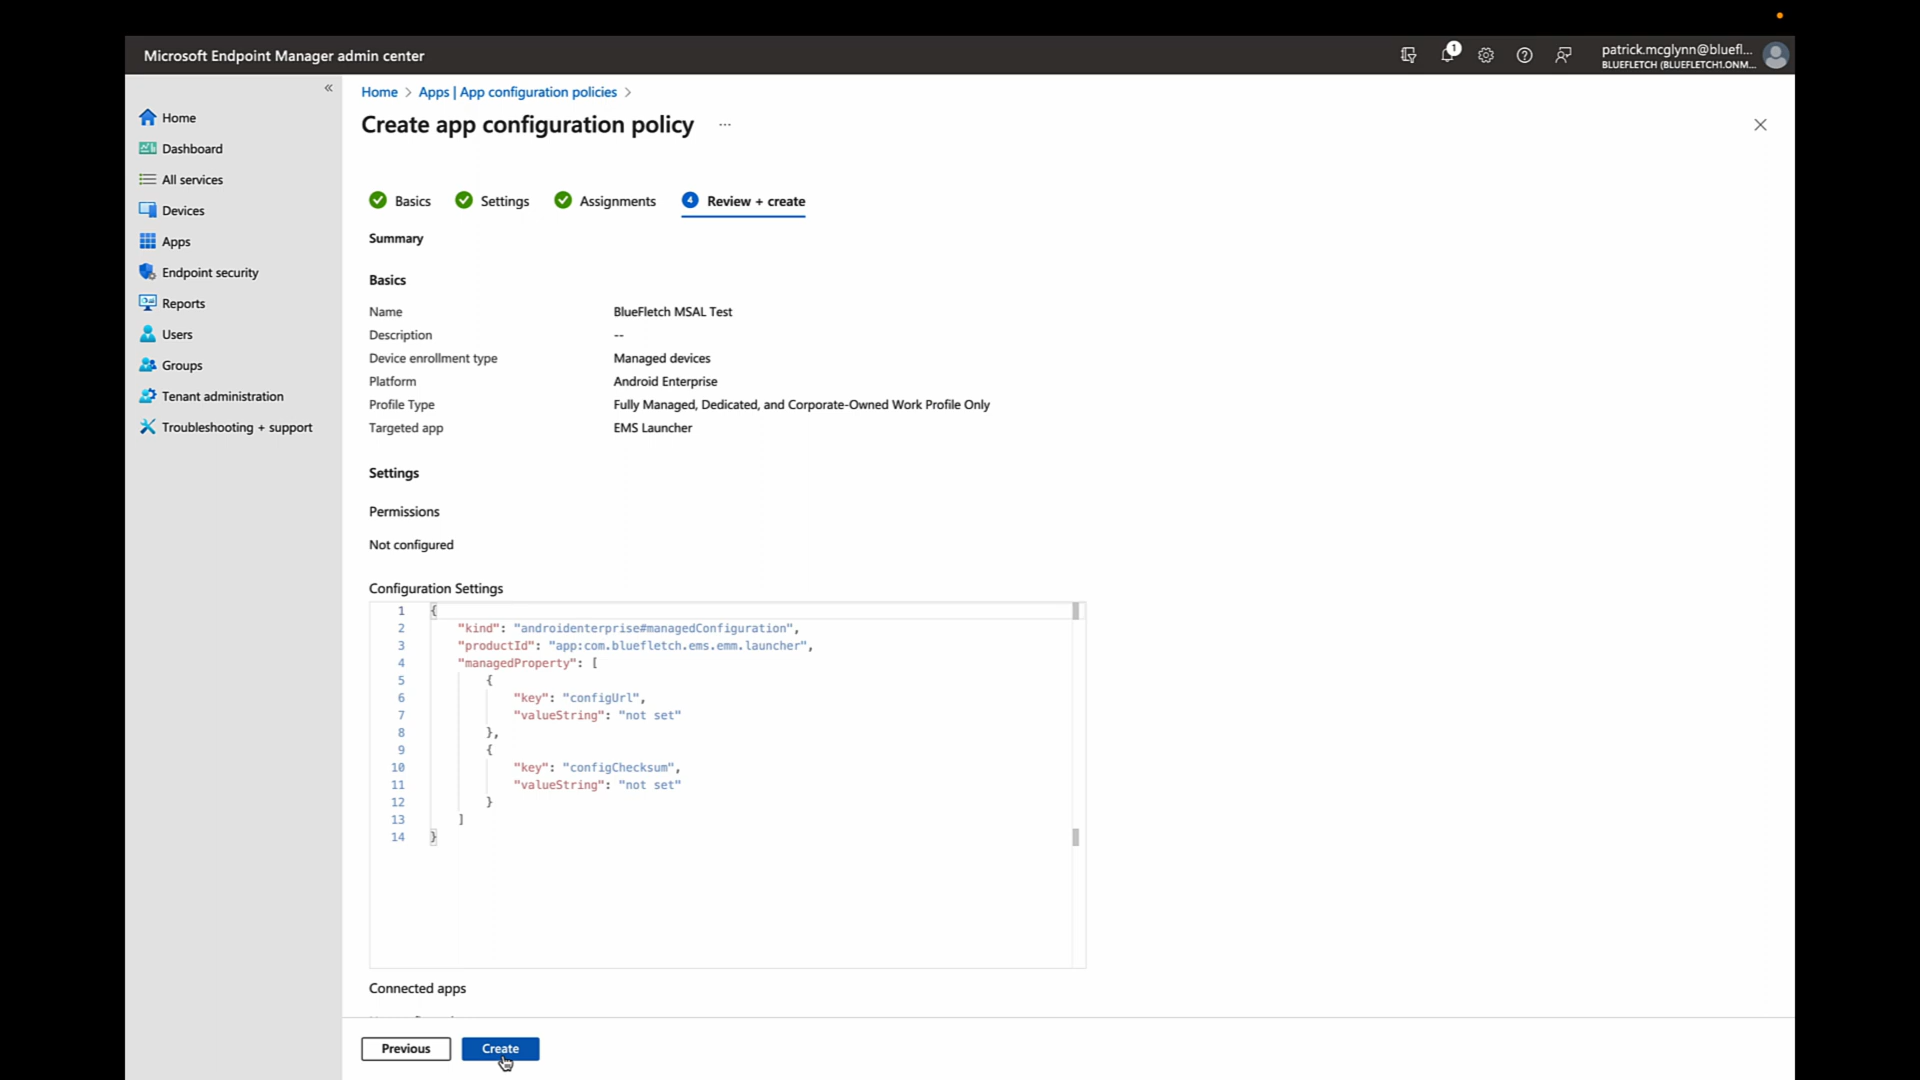 Microsoft Endpoint Manager admin center
1
patrick.mcglynn@bluefl...
BLUEFLETCH (BLUEFLETCH1.ONM...
«
Home
Dashboard
All services
Devices
Apps
Endpoint security
Reports
Users
Groups
Tenant administration
Troubleshooting + support
Home > Apps | App configuration policies >
Create app configuration policy ...
Basics
Settings
Assignments
4 Review + create
Summary
Basics
Name BlueFletch MSAL Test
Description --
Device enrollment type Managed devices
Platform Android Enterprise
Profile Type Fully Managed, Dedicated, and Corporate-Owned Work Profile Only
Targeted app EMS Launcher
Settings
Permissions
Not configured
Configuration Settings
1 {
2 "kind": "androidenterprise#managedConfiguration",
3 "productId": "app:com.bluefletch.ems.emm.launcher",
4 "managedProperty": [
5 {
6 "key": "configUrl",
7 "valueString": "not set"
8 },
9 {
10 "key": "configChecksum",
11 "valueString": "not set"
12 }
13 ]
14 }
Connected apps
Previous
Create